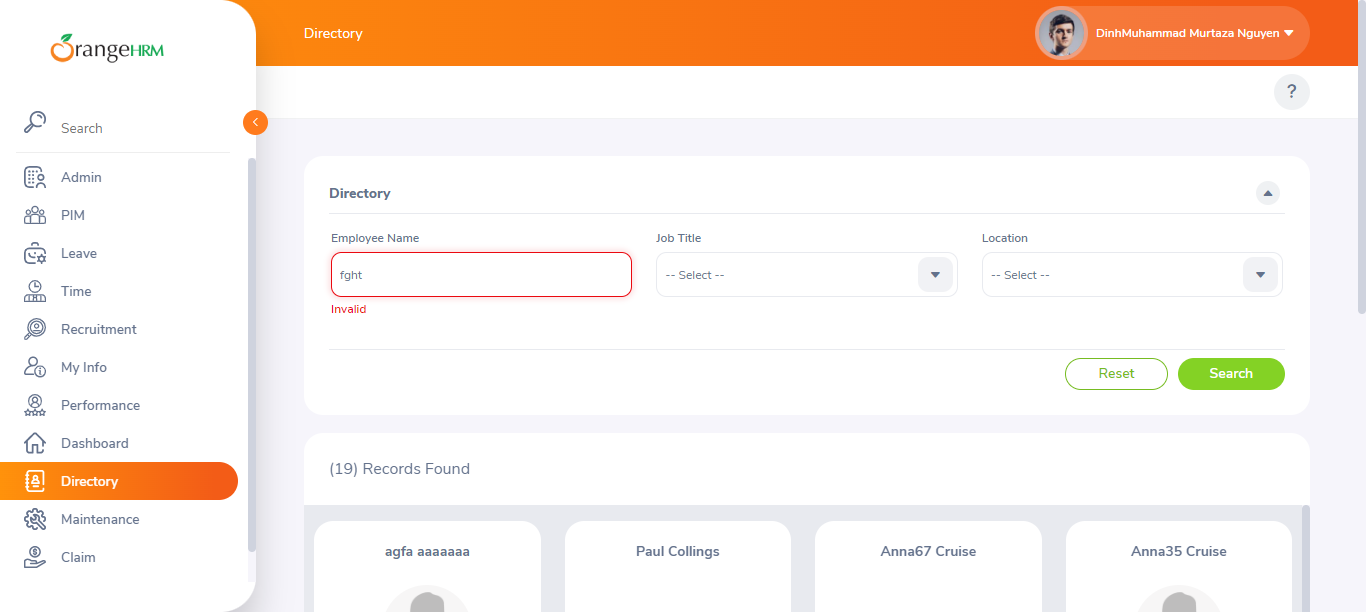 OrangeHRM
Directory
DinhMuhammad Murtaza Nguyen
?
Search
Admin
PIM
Leave
Time
Recruitment
My Info
Performance
Dashboard
Directory
Maintenance
Claim
Directory
Employee Name
Job Title
Location
fght
-- Select --
-- Select --
Invalid
Reset
Search
(19) Records Found
agfa aaaaaaa
Paul Collings
Anna67 Cruise
Anna35 Cruise